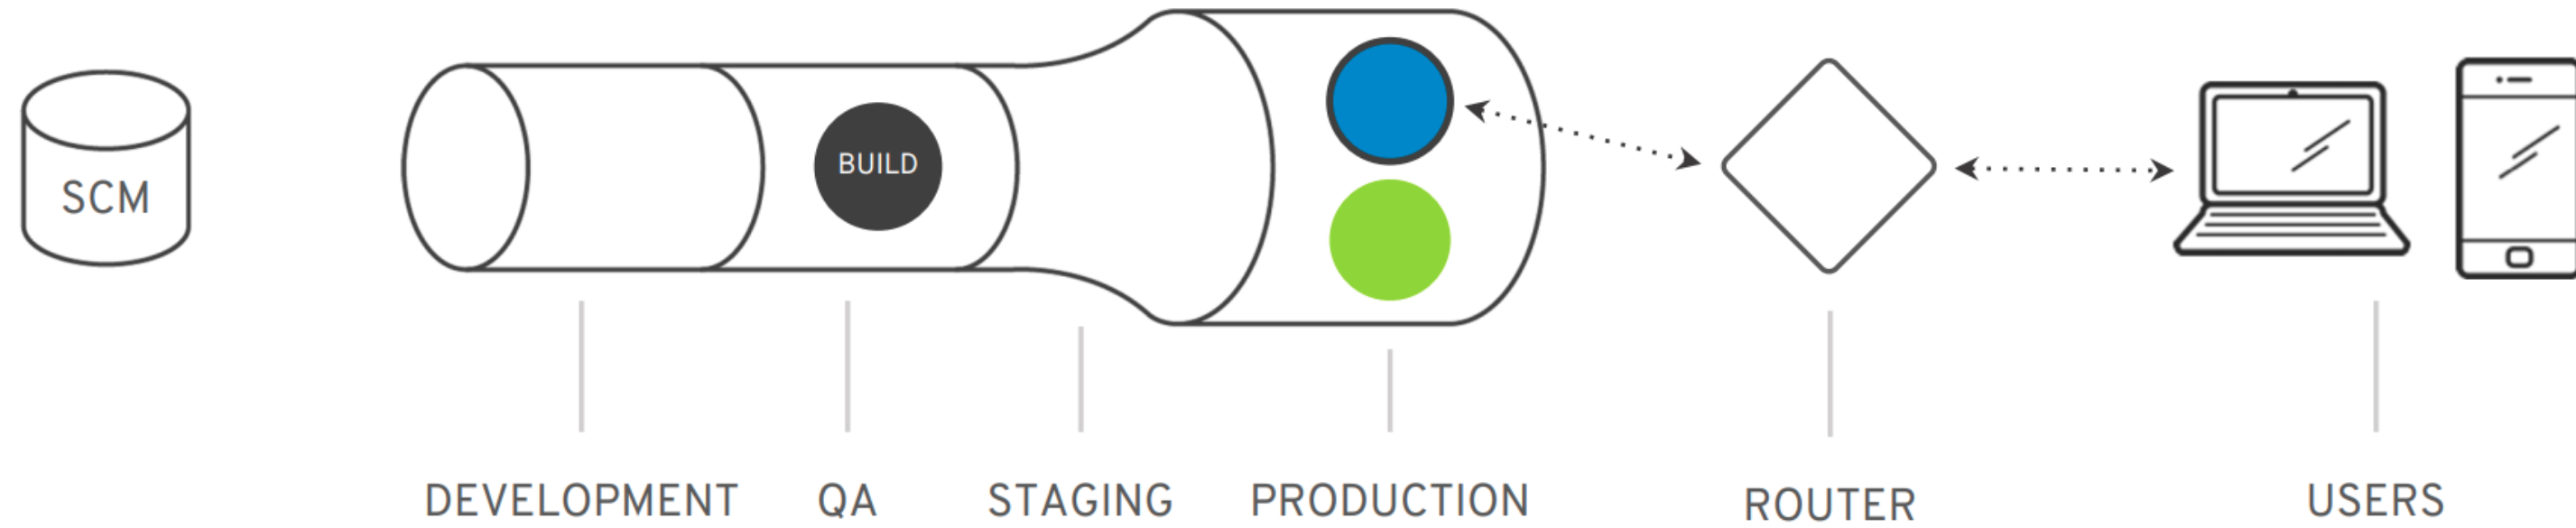 SCM
BUILD
DEVELOPMENT
QA
STAGING
PRODUCTION
ROUTER
USERS